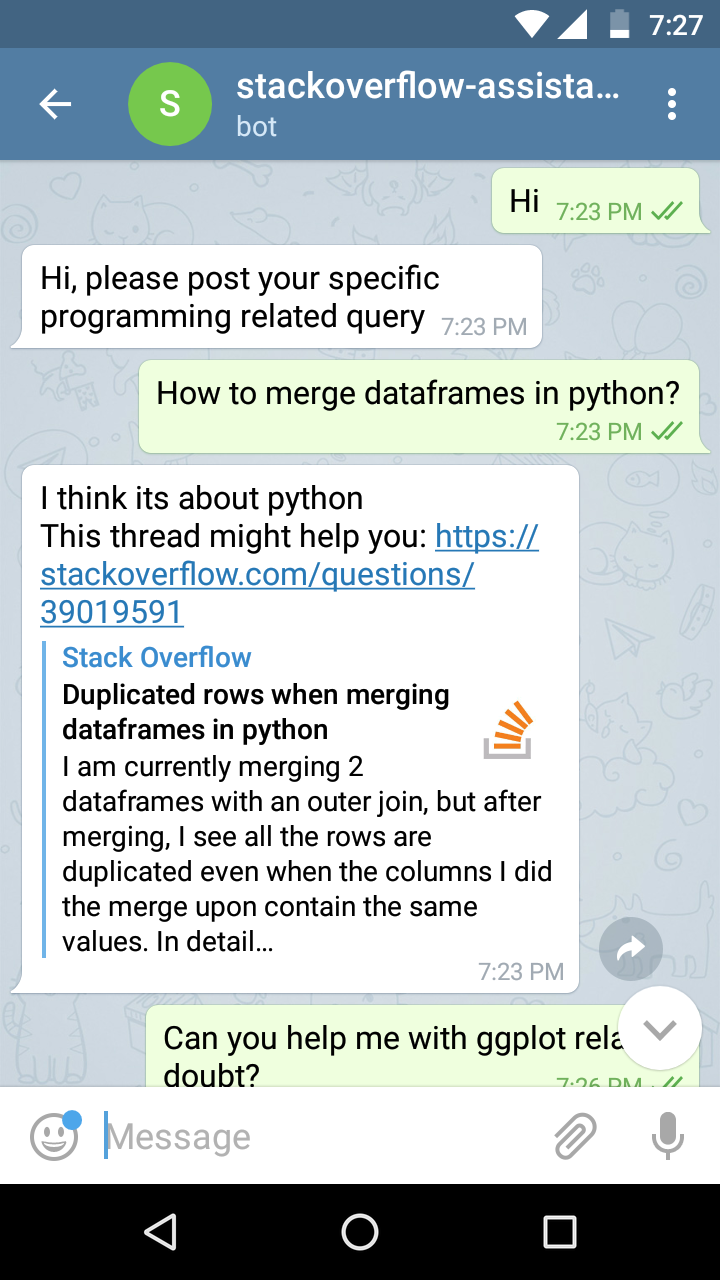 7:27
stackoverflow-assista...
S
bot
Hi
7:23 PM
Hi, please post your specific
programming related query 7:23 PM
How to merge dataframes in python?
7:23 PM
I think its about python
This thread might help you: https://
stackoverflow.com/questions/
39019591
Stack Overflow
Duplicated rows when merging
dataframes in python
I am currently merging 2
dataframes with an outer join, but after
merging, I see all the rows are
duplicated even when the columns I did
the merge upon contain the same
values. In detail...
7:23 PM
Can you help me with ggplot rela
doubt?
7:26 PM
Message